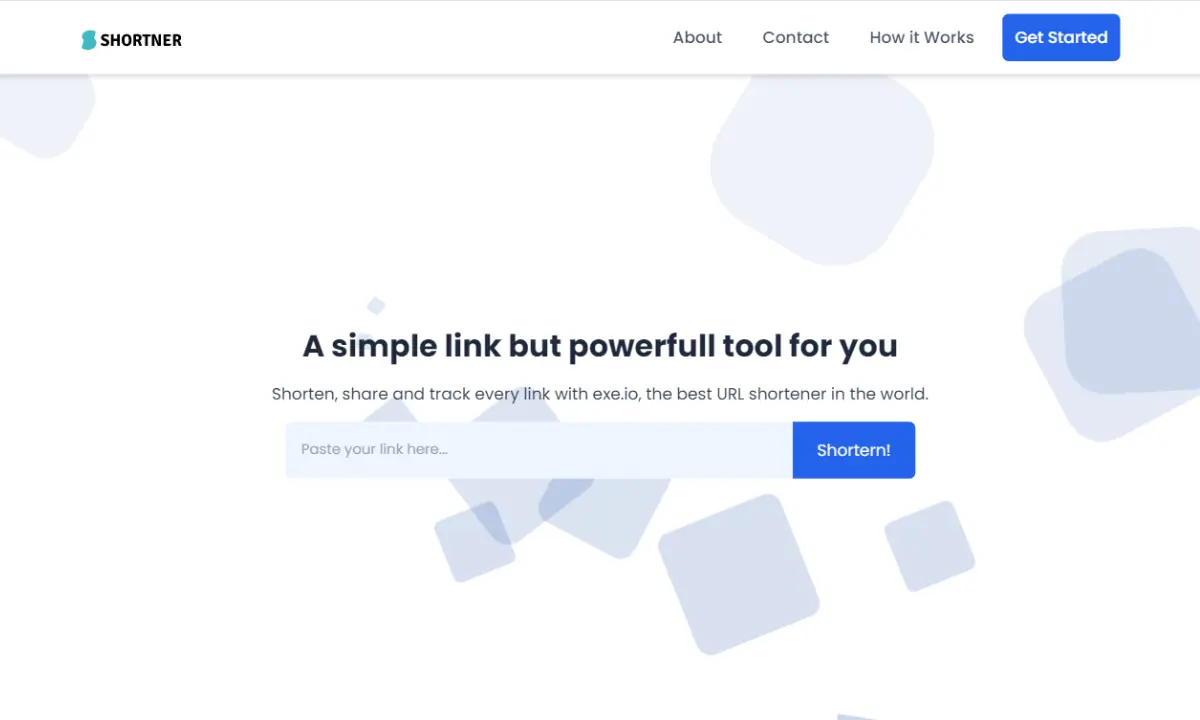 SHORTNER
About
Contact
How it Works
Get Started
A simple link but powerfull tool for you
Shorten, share and track every link with exe.io, the best URL shortener in the world.
Paste your link here...
Shortern!